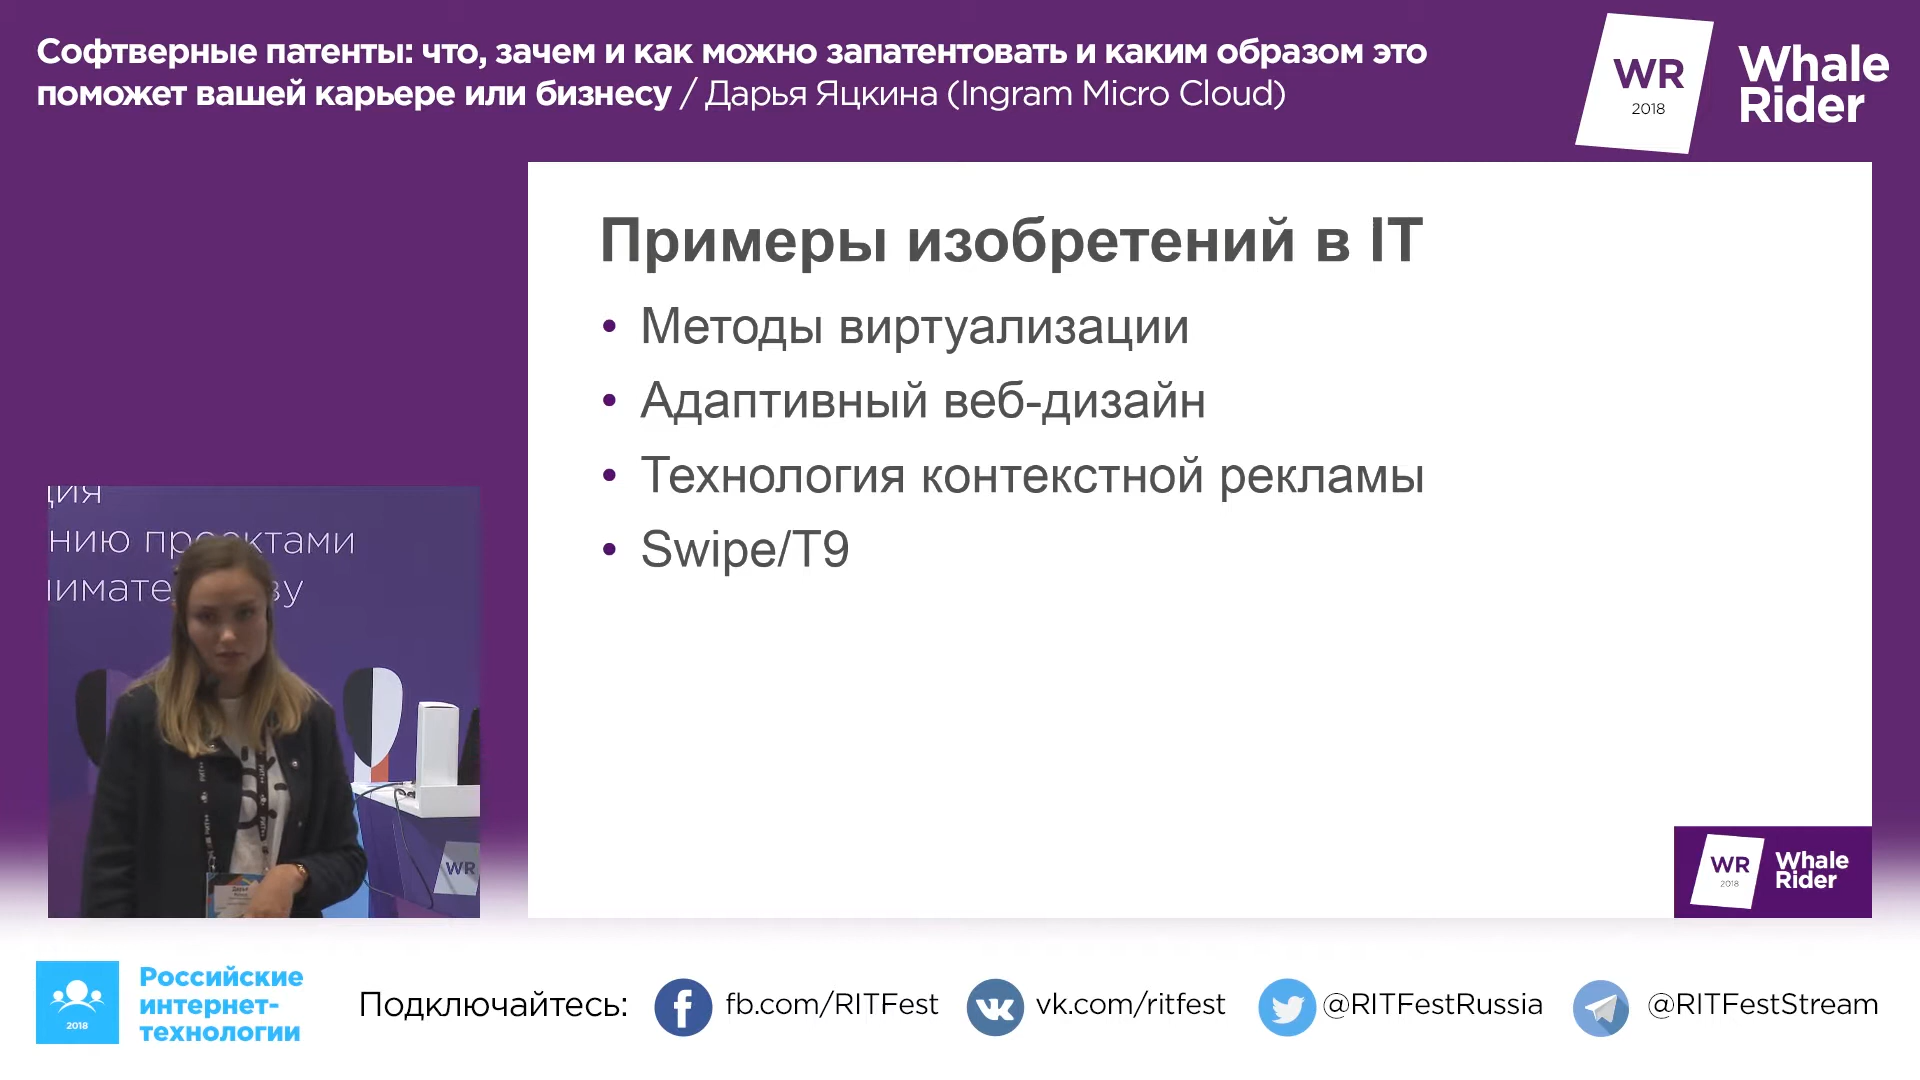 Софтверные патенты: что, зачем и как можно запатентовать и каким образом это
поможет вашей карьере или бизнесу / Дарья Яцкина (Ingram Micro Cloud)
WR
2018
Whale
Rider
Примеры изобретений в IT
• Методы виртуализации
• Адаптивный веб-дизайн
• Технология контекстной рекламы
• Swipe/T9
WR
2018
Whale
Rider
WR
Дарья
Российские
интернет-
технологии
2018
Подключайтесь:
fb.com/RITFest
vk.com/ritfest
@RITFestRussia
@RITFestStream